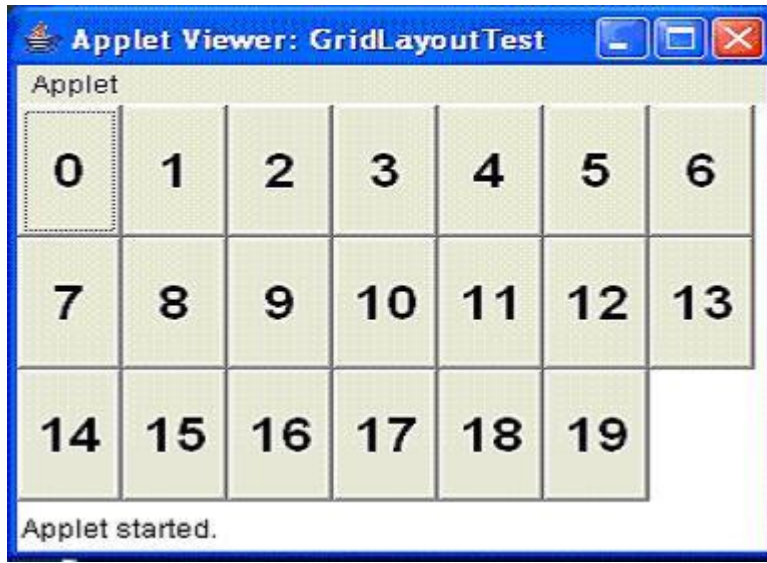 Applet Viewer: GridLayoutTest
Applet
0 1 2 3 4 5 6
7 8 9 10 11 12 13
14 15 16 17 18 19
Applet started.